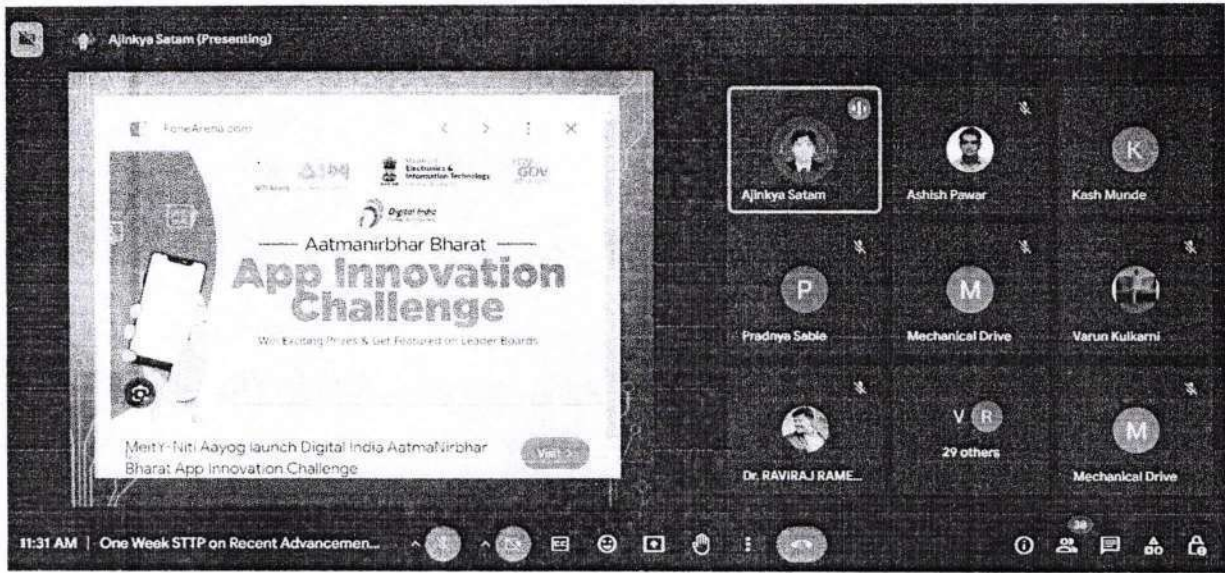 Ajinkya Satam (Presenting)
FoneArena.com
Electronics &
Information Technology
GOV
Digital India
Aatmanirbhar Bharat
App Innovation
Challenge
Win Exciting Prizes & Get Featured on Leader Boards
MeitY-Niti Aayog launch Digital India AatmaNirbhar
Bharat App Innovation Challenge
Visit >
Ajinkya Satam
Ashish Pawar
K
Kash Munde
P
Pradnya Sable
M
Mechanical Drive
Varun Kulkarni
Dr. RAVIRAJ RAME...
V R
29 others
M
Mechanical Drive
11:31 AM | One Week STTP on Recent Advancemen...
38